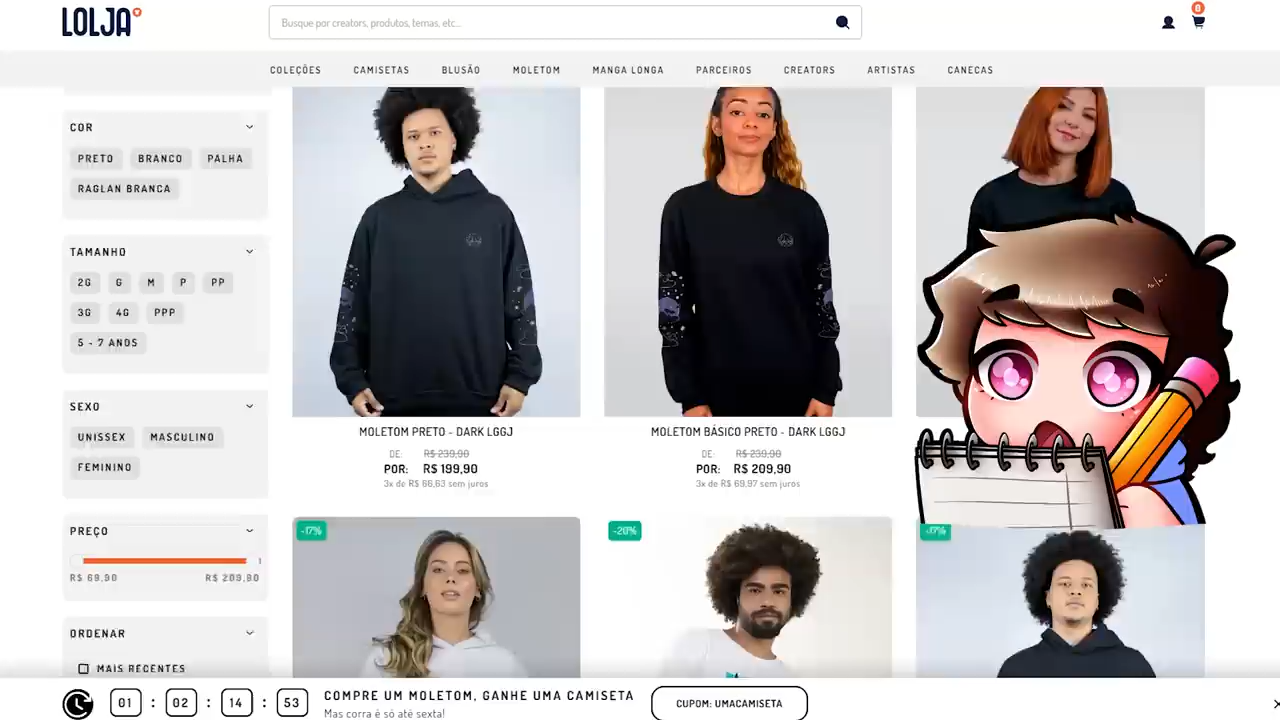 LOLJA
Busque por creators, produtos, temas, etc...
0
COLEÇÕES CAMISETAS BLUSÃO MOLETOM MANGA LONGA PARCEIROS CREATORS ARTISTAS CANECAS
COR
PRETO BRANCO PALHA
RAGLAN BRANCA
TAMANHO
2G G M P PP
3G 4G PPP
5 - 7 ANOS
SEXO
UNISSEX MASCULINO
FEMININO
PREÇO
R$ 69,90 R$ 209,90
ORDENAR
MAIS RECENTES
MOLETOM PRETO - DARK LGGJ
DE: R$ 239,90
POR: R$ 199,90
3x de R$ 66,63 sem juros
MOLETOM BÁSICO PRETO - DARK LGGJ
DE: R$ 239,90
POR: R$ 209,90
3x de R$ 69,97 sem juros
-17%
-20%
-17%
01 : 02 : 14 : 53
COMPRE UM MOLETOM, GANHE UMA CAMISETA
Mas corra é só até sexta!
CUPOM: UMACAMISETA